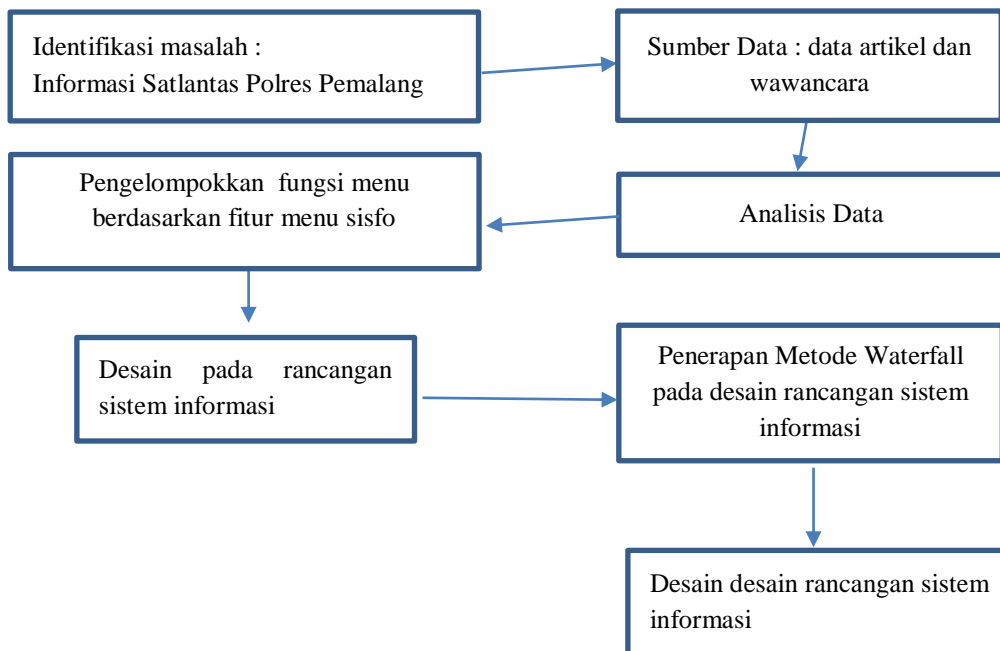 Identifikasi masalah :
Informasi Satlantas Polres Pemalang
Sumber Data : data artikel dan
wawancara
Analisis Data
Pengelompokkan fungsi menu
berdasarkan fitur menu sisfo
Desain pada rancangan
sistem informasi
Penerapan Metode Waterfall
pada desain rancangan sistem
informasi
Desain desain rancangan sistem
informasi